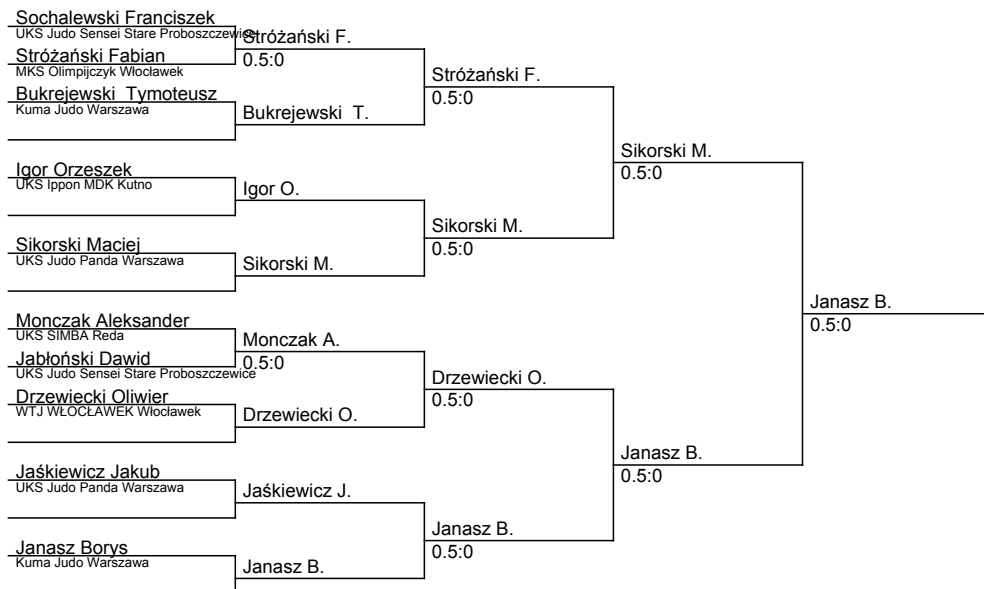 Sochalewski Franciszek
UKS Judo Sensei Stare Proboszczewice
Stróżański Fabian
MKS Olimpijczyk Włocławek
Bukrejewski  Tymoteusz
Kuma Judo Warszawa
Igor Orzeszek
UKS Ippon MDK Kutno
Sikorski Maciej
UKS Judo Panda Warszawa
Monczak Aleksander
UKS SIMBA Reda
Jabłoński Dawid
UKS Judo Sensei Stare Proboszczewice
Drzewiecki Oliwier
WTJ WŁOCŁAWEK Włocławek
Jaśkiewicz Jakub
UKS Judo Panda Warszawa
Janasz Borys
Kuma Judo Warszawa
Stróżański F.
0.5:0
Bukrejewski  T.
Igor O.
Sikorski M.
Monczak A.
0.5:0
Drzewiecki O.
Jaśkiewicz J.
Janasz B.
Stróżański F.
0.5:0
Sikorski M.
0.5:0
Drzewiecki O.
0.5:0
Janasz B.
0.5:0
Sikorski M.
0.5:0
Janasz B.
0.5:0
Janasz B.
0.5:0